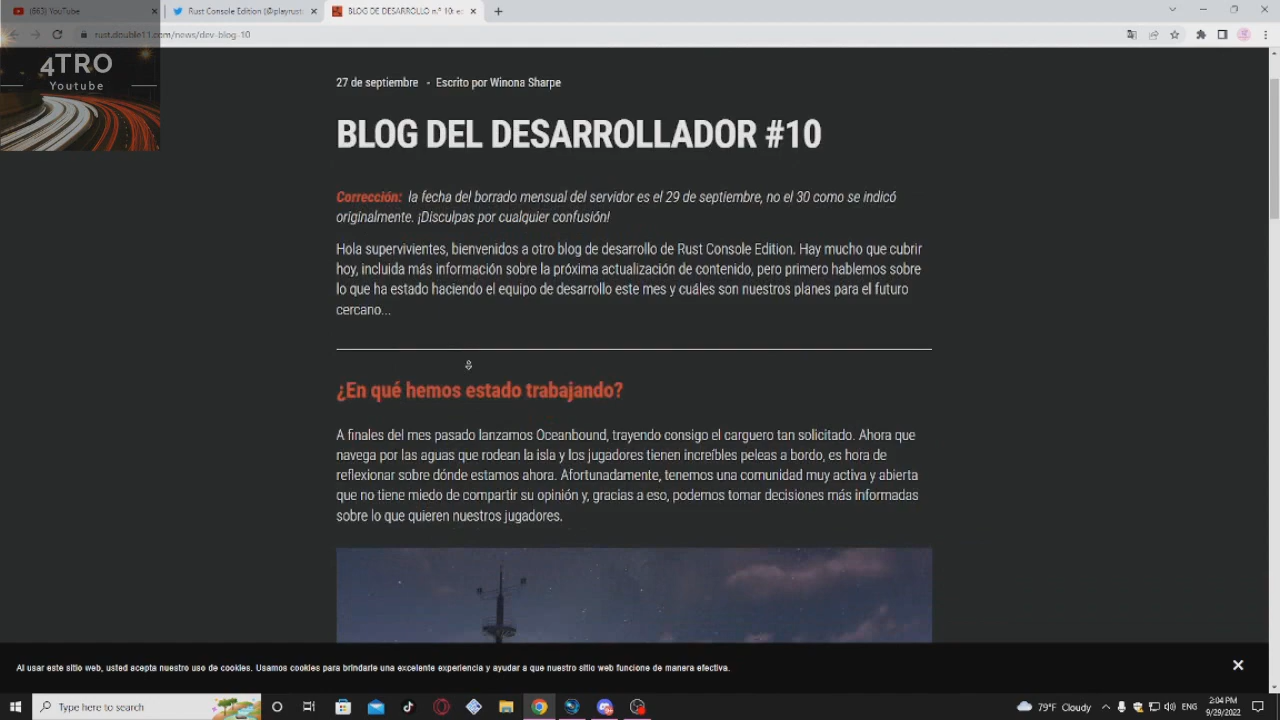 (663) YouTube
Rust Console Edition (@playrust
BLOG DE DESARROLLO n.º 10: es
rust.double11.com/news/dev-blog-10
4TRO
Youtube
27 de septiembre - Escrito por Winona Sharpe
BLOG DEL DESARROLLADOR #10
Corrección: la fecha del borrado mensual del servidor es el 29 de septiembre, no el 30 como se indicó
originalmente. ¡Disculpas por cualquier confusión!
Hola supervivientes, bienvenidos a otro blog de desarrollo de Rust Console Edition. Hay mucho que cubrir
hoy, incluida más información sobre la próxima actualización de contenido, pero primero hablemos sobre
lo que ha estado haciendo el equipo de desarrollo este mes y cuáles son nuestros planes para el futuro
cercano...
¿En qué hemos estado trabajando?
A finales del mes pasado lanzamos Oceanbound, trayendo consigo el carguero tan solicitado. Ahora que
navega por las aguas que rodean la isla y los jugadores tienen increíbles peleas a bordo, es hora de
reflexionar sobre dónde estamos ahora. Afortunadamente, tenemos una comunidad muy activa y abierta
que no tiene miedo de compartir su opinión y, gracias a eso, podemos tomar decisiones más informadas
sobre lo que quieren nuestros jugadores.
Al usar este sitio web, usted acepta nuestro uso de cookies. Usamos cookies para brindarle una excelente experiencia y ayudar a que nuestro sitio web funcione de manera efectiva.
Type here to search
79°F Cloudy
ENG
2:04 PM
9/29/2022